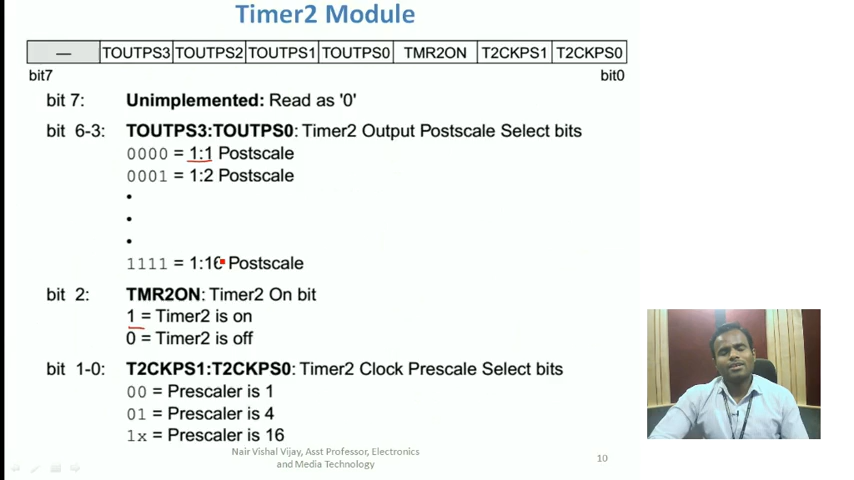 Timer2 Module
— TOUTPS3 TOUTPS2 TOUTPS1 TOUTPS0 TMR2ON T2CKPS1 T2CKPS0
bit7 bit0
bit 7: Unimplemented: Read as '0'
bit 6-3: TOUTPS3:TOUTPS0: Timer2 Output Postscale Select bits
0000 = 1:1 Postscale
0001 = 1:2 Postscale
•
•
•
1111 = 1:16 Postscale
bit 2: TMR2ON: Timer2 On bit
1 = Timer2 is on
0 = Timer2 is off
bit 1-0: T2CKPS1:T2CKPS0: Timer2 Clock Prescale Select bits
00 = Prescaler is 1
01 = Prescaler is 4
1x = Prescaler is 16
Nair Vishal Vijay, Asst Professor, Electronics
and Media Technology
10